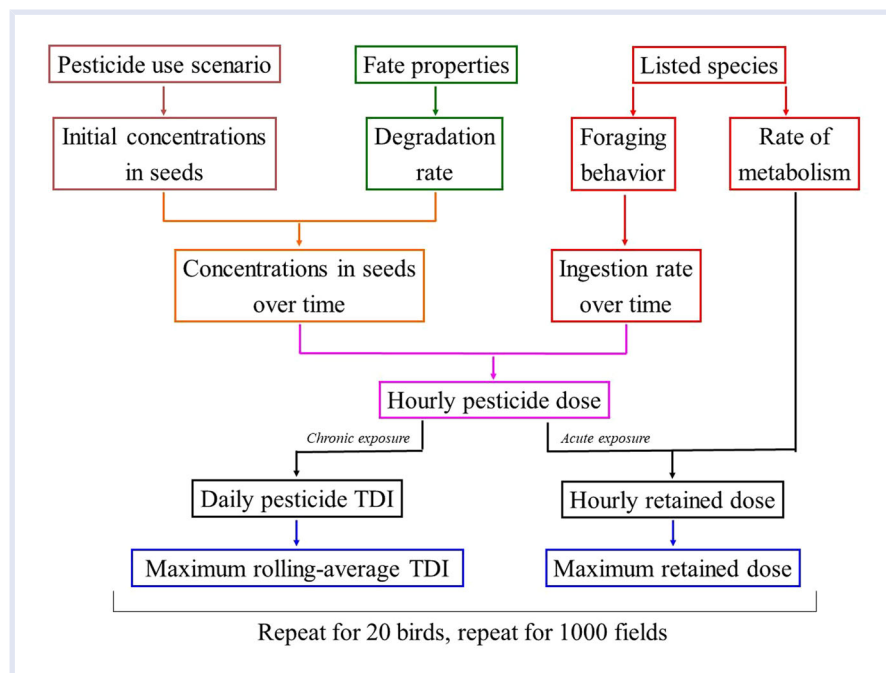 Pesticide use scenario
Fate properties
Listed species
Initial concentrations
in seeds
Degradation
rate
Foraging
behavior
Rate of
metabolism
Concentrations in seeds
over time
Ingestion rate
over time
Hourly pesticide dose
Chronic exposure
Acute exposure
Daily pesticide TDI
Hourly retained dose
Maximum rolling-average TDI
Maximum retained dose
Repeat for 20 birds, repeat for 1000 fields